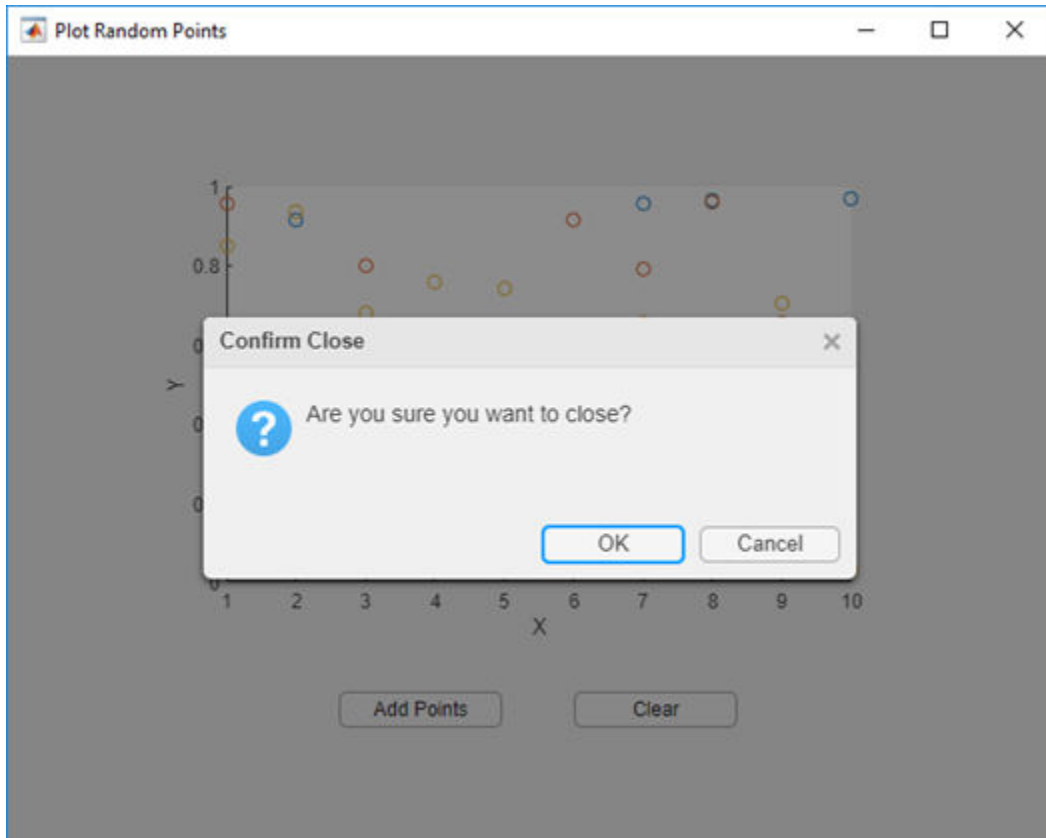 Plot Random Points
1
0.8
Y
Confirm Close
Are you sure you want to close?
OK Cancel
1 2 3 4 5 6 7 8 9 10
X
Add Points Clear